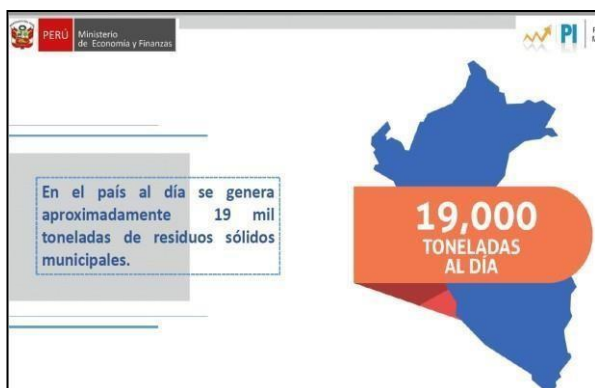 PERÚ
Ministerio
de Economía y Finanzas
PI
En el país al día se genera
aproximadamente 19 mil
toneladas de residuos sólidos
municipales.
19,000
TONELADAS
AL DÍA